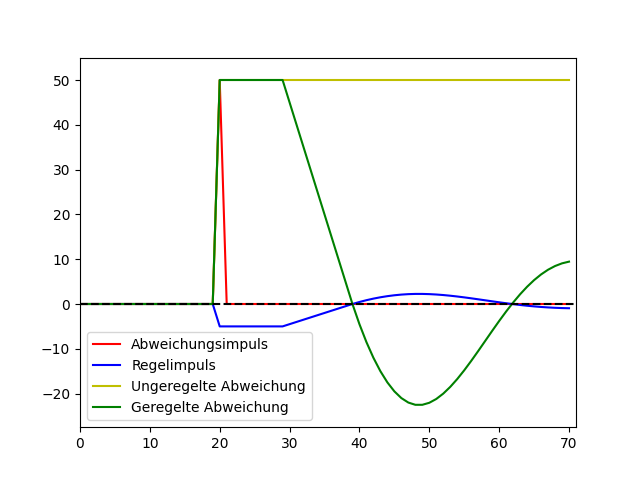 50
40
30
20
10
0
−10
−20
Abweichungsimpuls
Regelimpuls
Ungeregelte Abweichung
Geregelte Abweichung
0 10 20 30 40 50 60 70